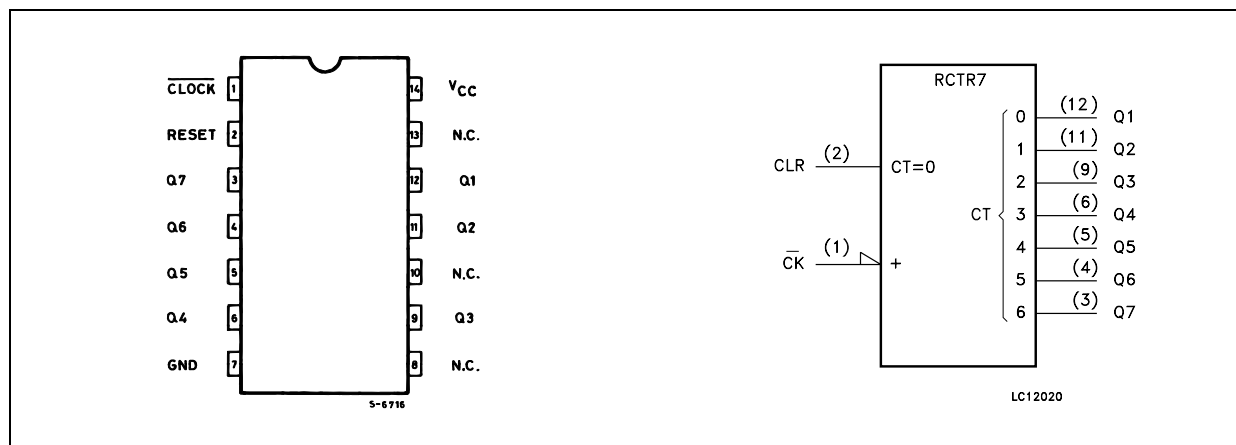 CLOCK 1 14 VCC
RESET 2 13 N.C.
Q7 3 12 Q1
Q6 4 11 Q2
Q5 5 10 N.C.
Q4 6 9 Q3
GND 7 8 N.C.
S-6716
RCTR7
0 (12) Q1
1 (11) Q2
CLR (2) CT=0 2 (9) Q3
CT 3 (6) Q4
CK (1) + 4 (5) Q5
5 (4) Q6
6 (3) Q7
LC12020